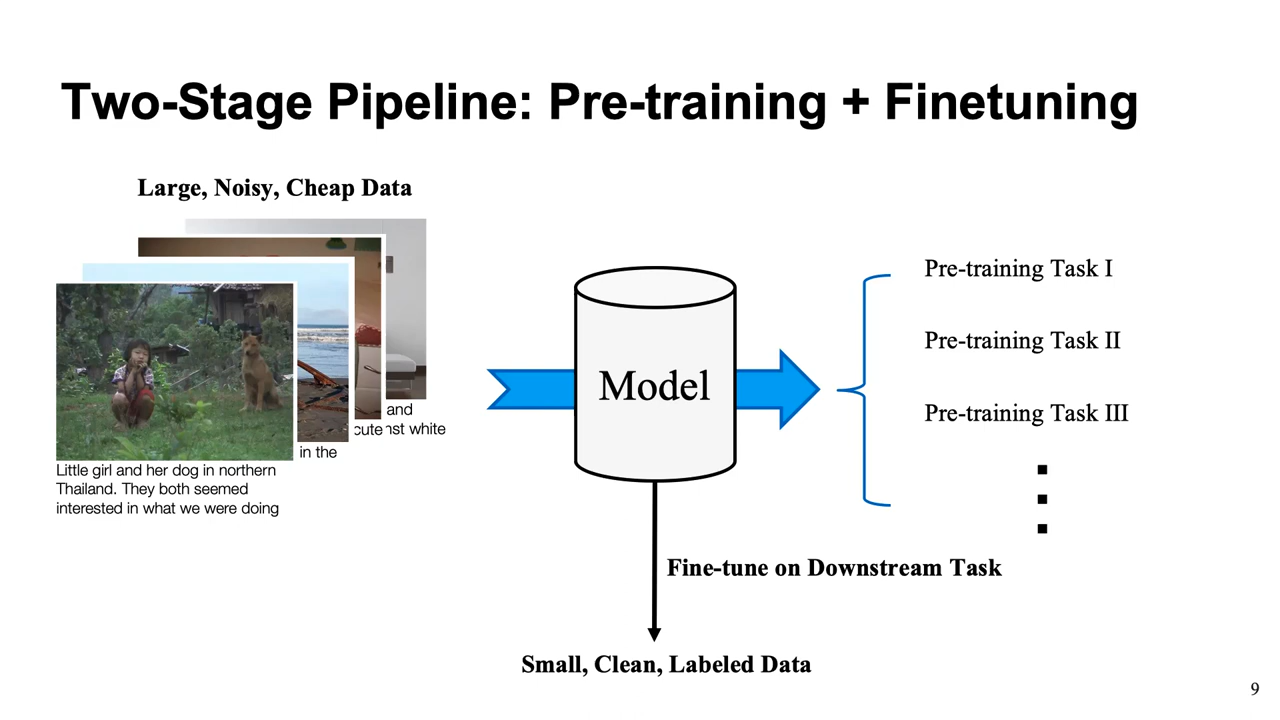 Two-Stage Pipeline: Pre-training + Finetuning
Large, Noisy, Cheap Data
and
cute
nst white
in the
Little girl and her dog in northern
Thailand. They both seemed
interested in what we were doing
Model
Pre-training Task I
Pre-training Task II
Pre-training Task III
Fine-tune on Downstream Task
Small, Clean, Labeled Data
9